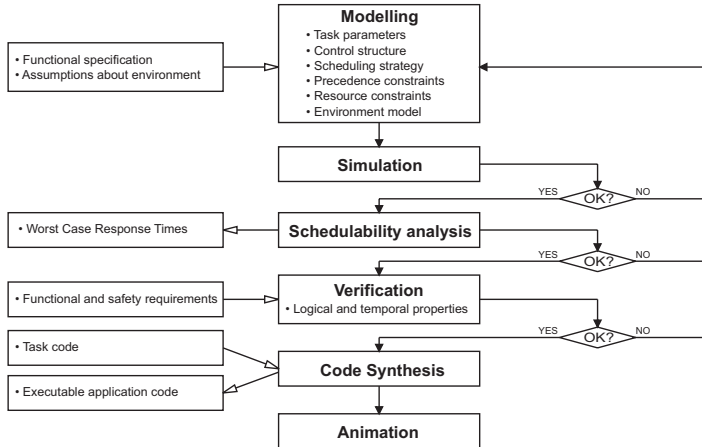 Modelling
• Task parameters
• Control structure
• Scheduling strategy
• Precedence constraints
• Resource constraints
• Environment model
• Functional specification
• Assumptions about environment
Simulation
YES
OK?
NO
• Worst Case Response Times
Schedulability analysis
YES
OK?
NO
• Functional and safety requirements
Verification
• Logical and temporal properties
YES
OK?
NO
• Task code
Code Synthesis
• Executable application code
Animation